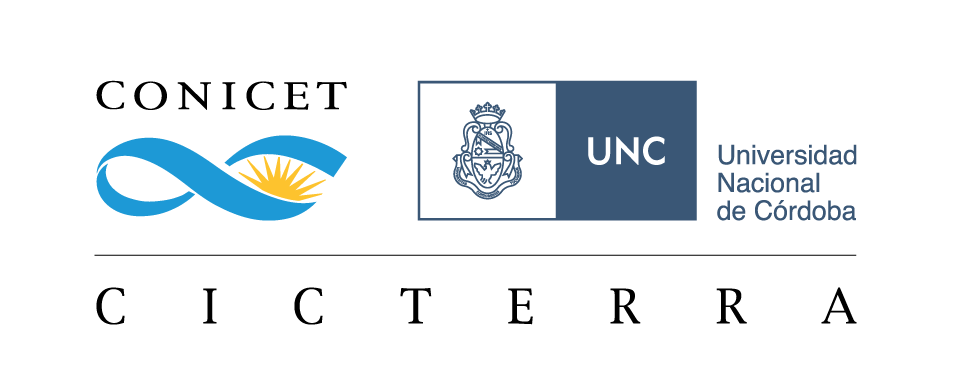 CONICET
UNC
Universidad
Nacional
de Córdoba
CICTERRA